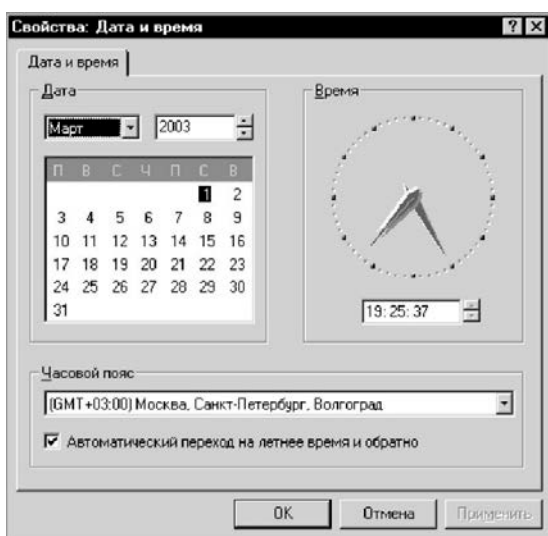 Свойства: Дата и время
Дата и время
Дата
Время
Март 2003
П В С Ч П С В
1 2
3 4 5 6 7 8 9
10 11 12 13 14 15 16
17 18 19 20 21 22 23
24 25 26 27 28 29 30
31
19:25:37
Часовой пояс
(GMT+03:00) Москва, Санкт-Петербург, Волгоград
Автоматический переход на летнее время и обратно
OK Отмена Применить